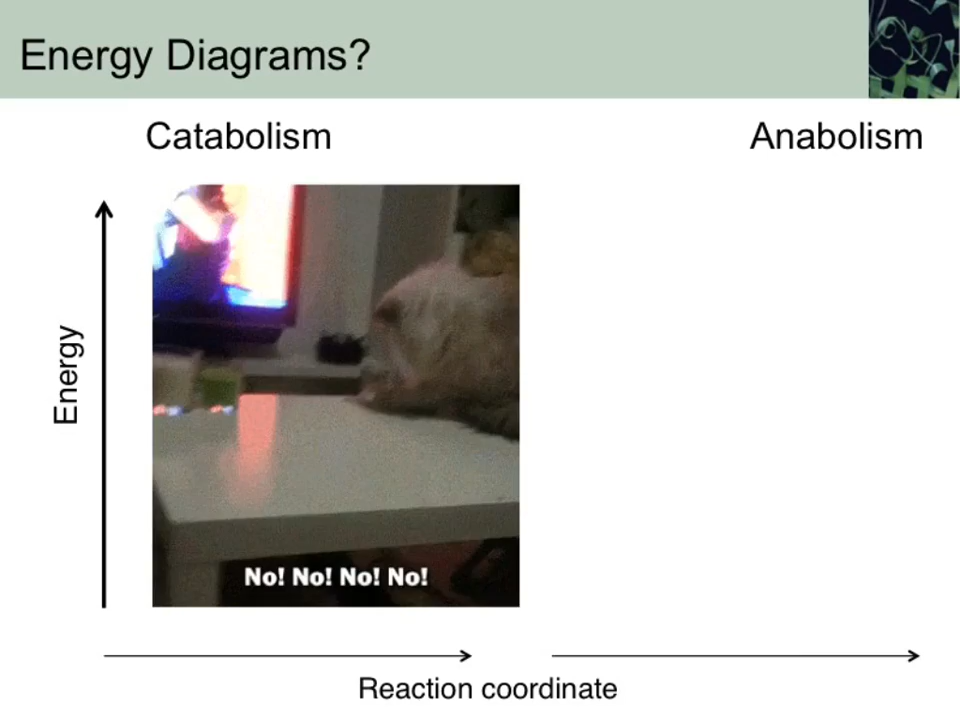 Energy Diagrams?
Catabolism
Anabolism
Energy
No! No! No! No!
Reaction coordinate